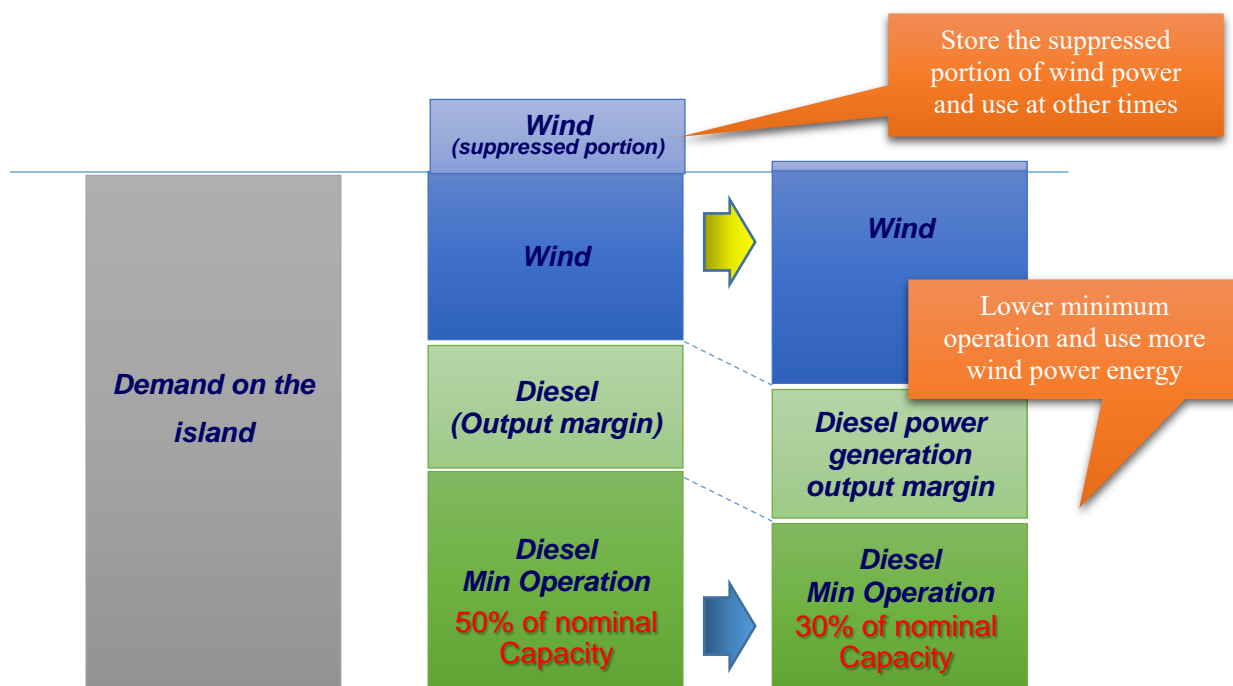 Store the suppressed
portion of wind power
and use at other times
Wind
(suppressed portion)
Wind
Wind
Lower minimum
operation and use more
wind power energy
Demand on the
island
Diesel
(Output margin)
Diesel power
generation
output margin
Diesel
Min Operation
50% of nominal
Capacity
Diesel
Min Operation
30% of nominal
Capacity